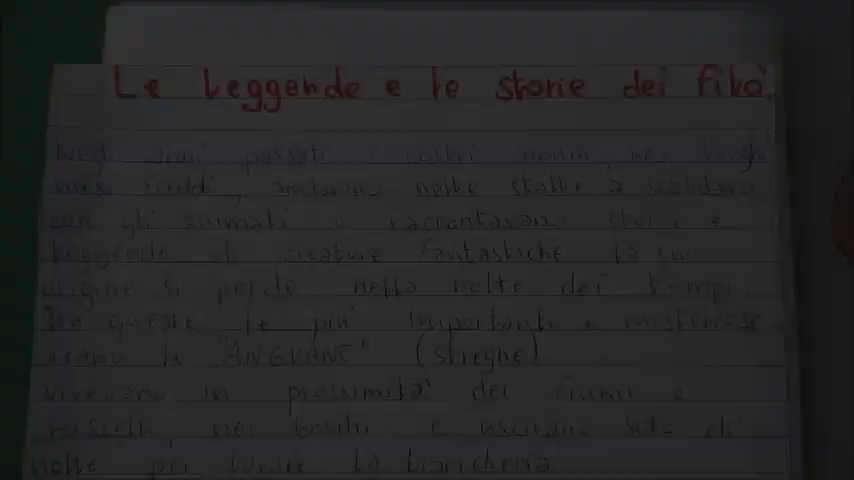 Le Leggende e le storie dei filò.
Negli anni passati i nostri nonni, nei lunghi
mesi freddi, andavano nelle stalle a scaldarsi
con gli animali e raccontavano storie e
leggende di creature fantastiche la cui
origine si perde nella notte dei tempi.
Tra queste le più importanti e misteriose
erano le "ANGUANE" (streghe)
vivevano in prossimità dei fiumi e
ruscelli, nei boschi e uscivano solo di
notte per lavare la biancheria